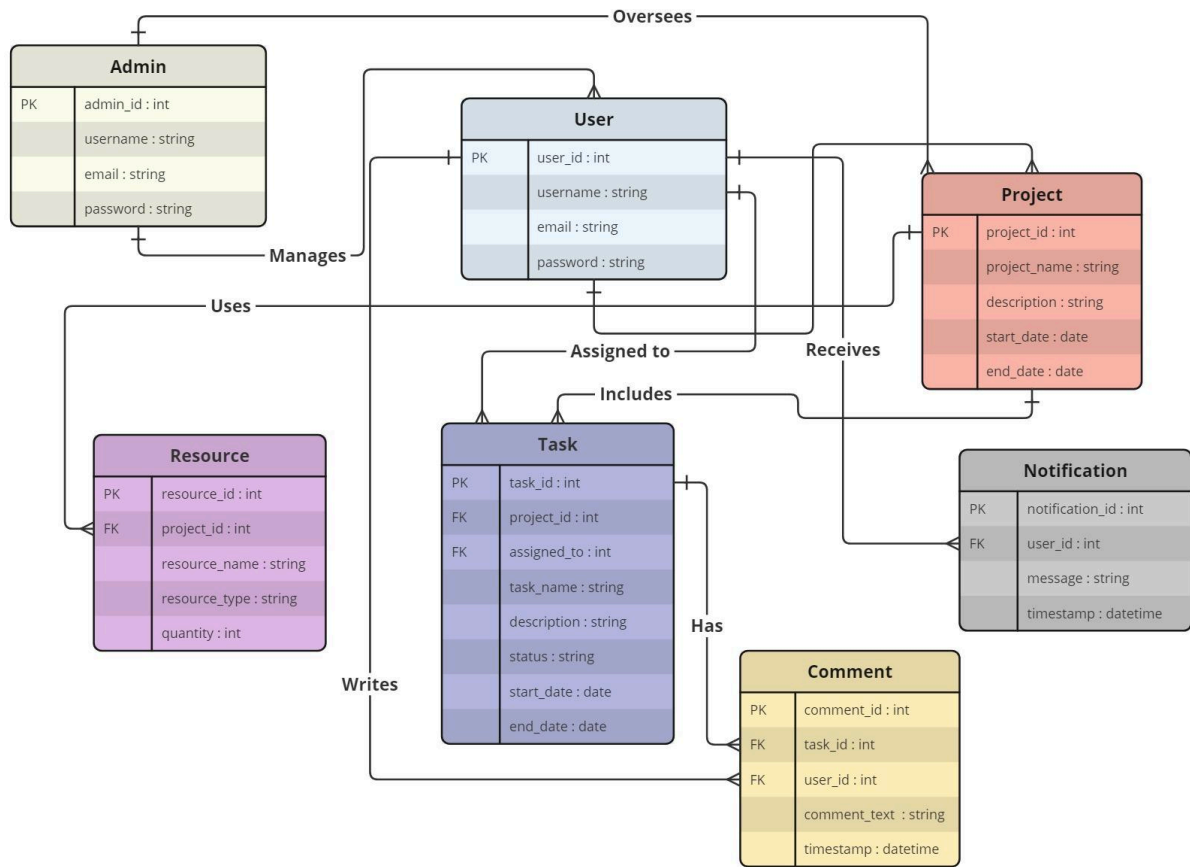 Oversees
Admin
PK admin_id : int
username : string
email : string
password : string
Manages
User
PK user_id : int
username : string
email : string
password : string
Project
PK project_id : int
project_name : string
description : string
start_date : date
end_date : date
Uses
Assigned to
Receives
Includes
Resource
PK resource_id : int
FK project_id : int
resource_name : string
resource_type : string
quantity : int
Task
PK task_id : int
FK project_id : int
FK assigned_to : int
task_name : string
description : string
status : string
start_date : date
end_date : date
Notification
PK notification_id : int
FK user_id : int
message : string
timestamp : datetime
Has
Writes
Comment
PK comment_id : int
FK task_id : int
FK user_id : int
comment_text : string
timestamp : datetime